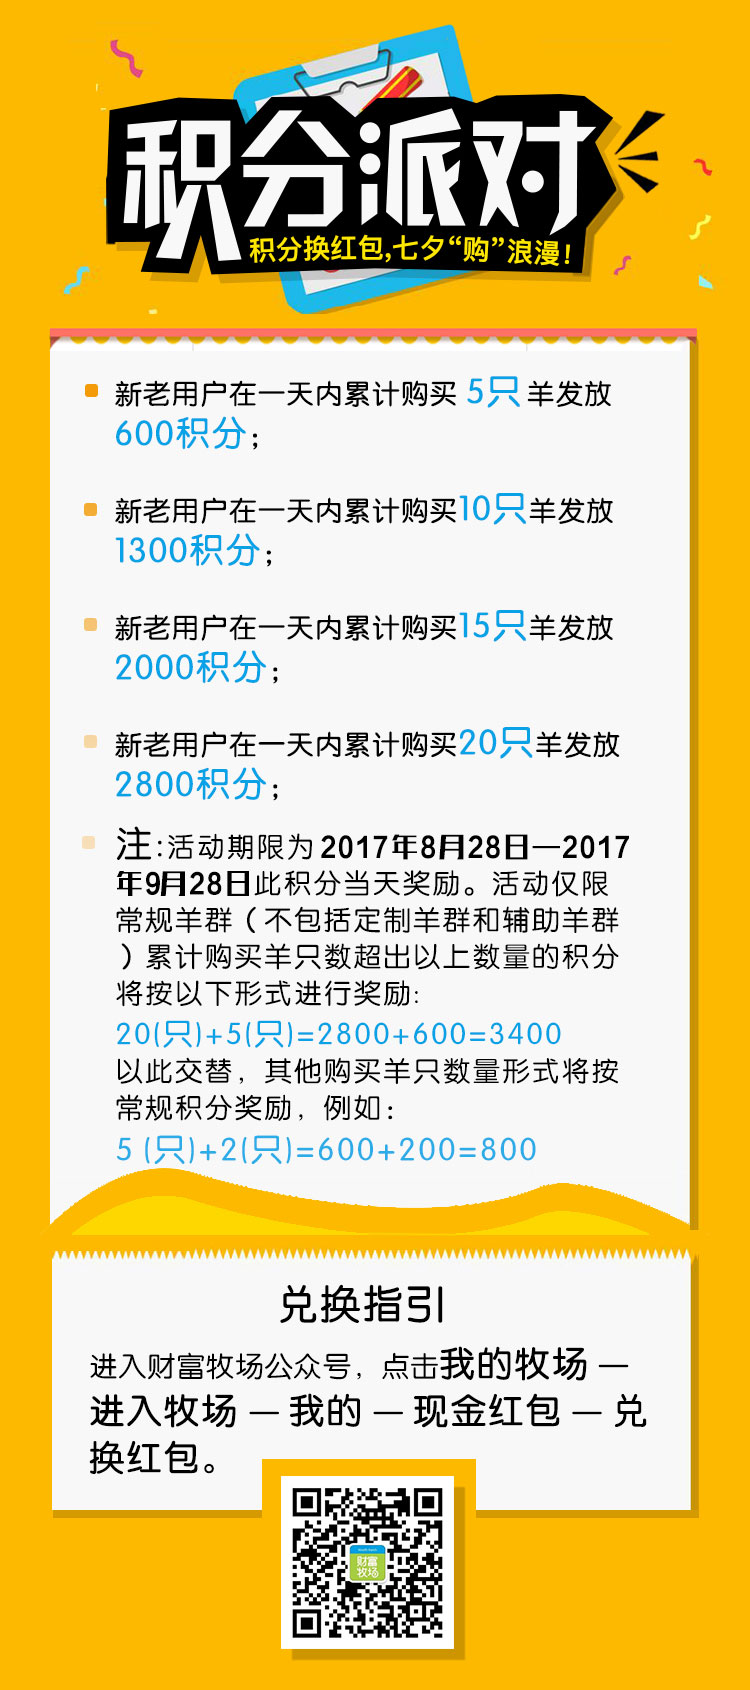 积分派对
积分换红包,七夕“购”浪漫!
新老用户在一天内累计购买 5只 羊发放
600积分;
新老用户在一天内累计购买10只羊发放
1300积分;
新老用户在一天内累计购买15只羊发放
2000积分;
新老用户在一天内累计购买20只羊发放
2800积分;
注:活动期限为 2017年8月28日—2017
年9月28日此积分当天奖励。活动仅限
常规羊群（不包括定制羊群和辅助羊群
）累计购买羊只数超出以上数量的积分
将按以下形式进行奖励:
20(只)+5(只)=2800+600=3400
以此交替，其他购买羊只数量形式将按
常规积分奖励，例如:
5 (只)+2(只)=600+200=800
兑换指引
进入财富牧场公众号，点击我的牧场 —
进入牧场 — 我的 — 现金红包 — 兑
换红包。
财富
牧场